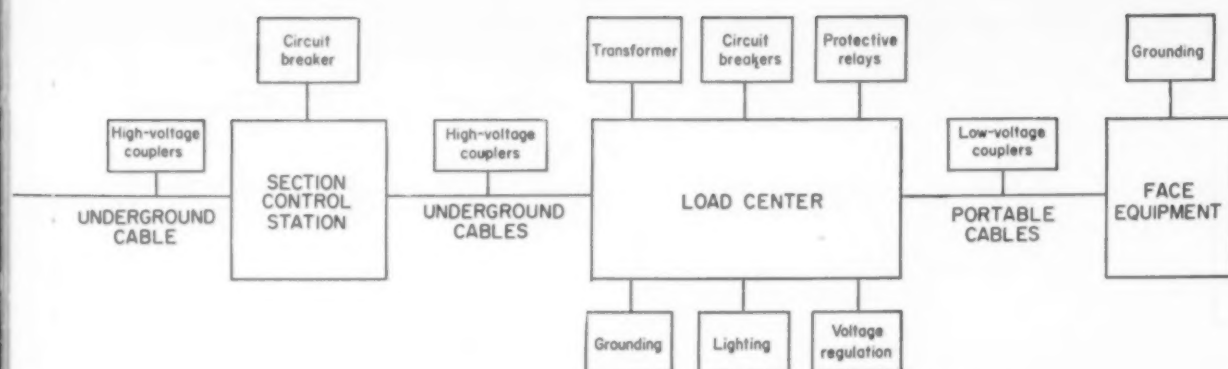 Circuit
breaker
Transformer
Circuit
breakers
Protective
relays
Grounding
High-voltage
couplers
High-voltage
couplers
Low-voltage
couplers
SECTION
CONTROL
STATION
LOAD CENTER
FACE
EQUIPMENT
UNDERGROUND
CABLE
UNDERGROUND
CABLES
PORTABLE
CABLES
Grounding
Lighting
Voltage
regulation